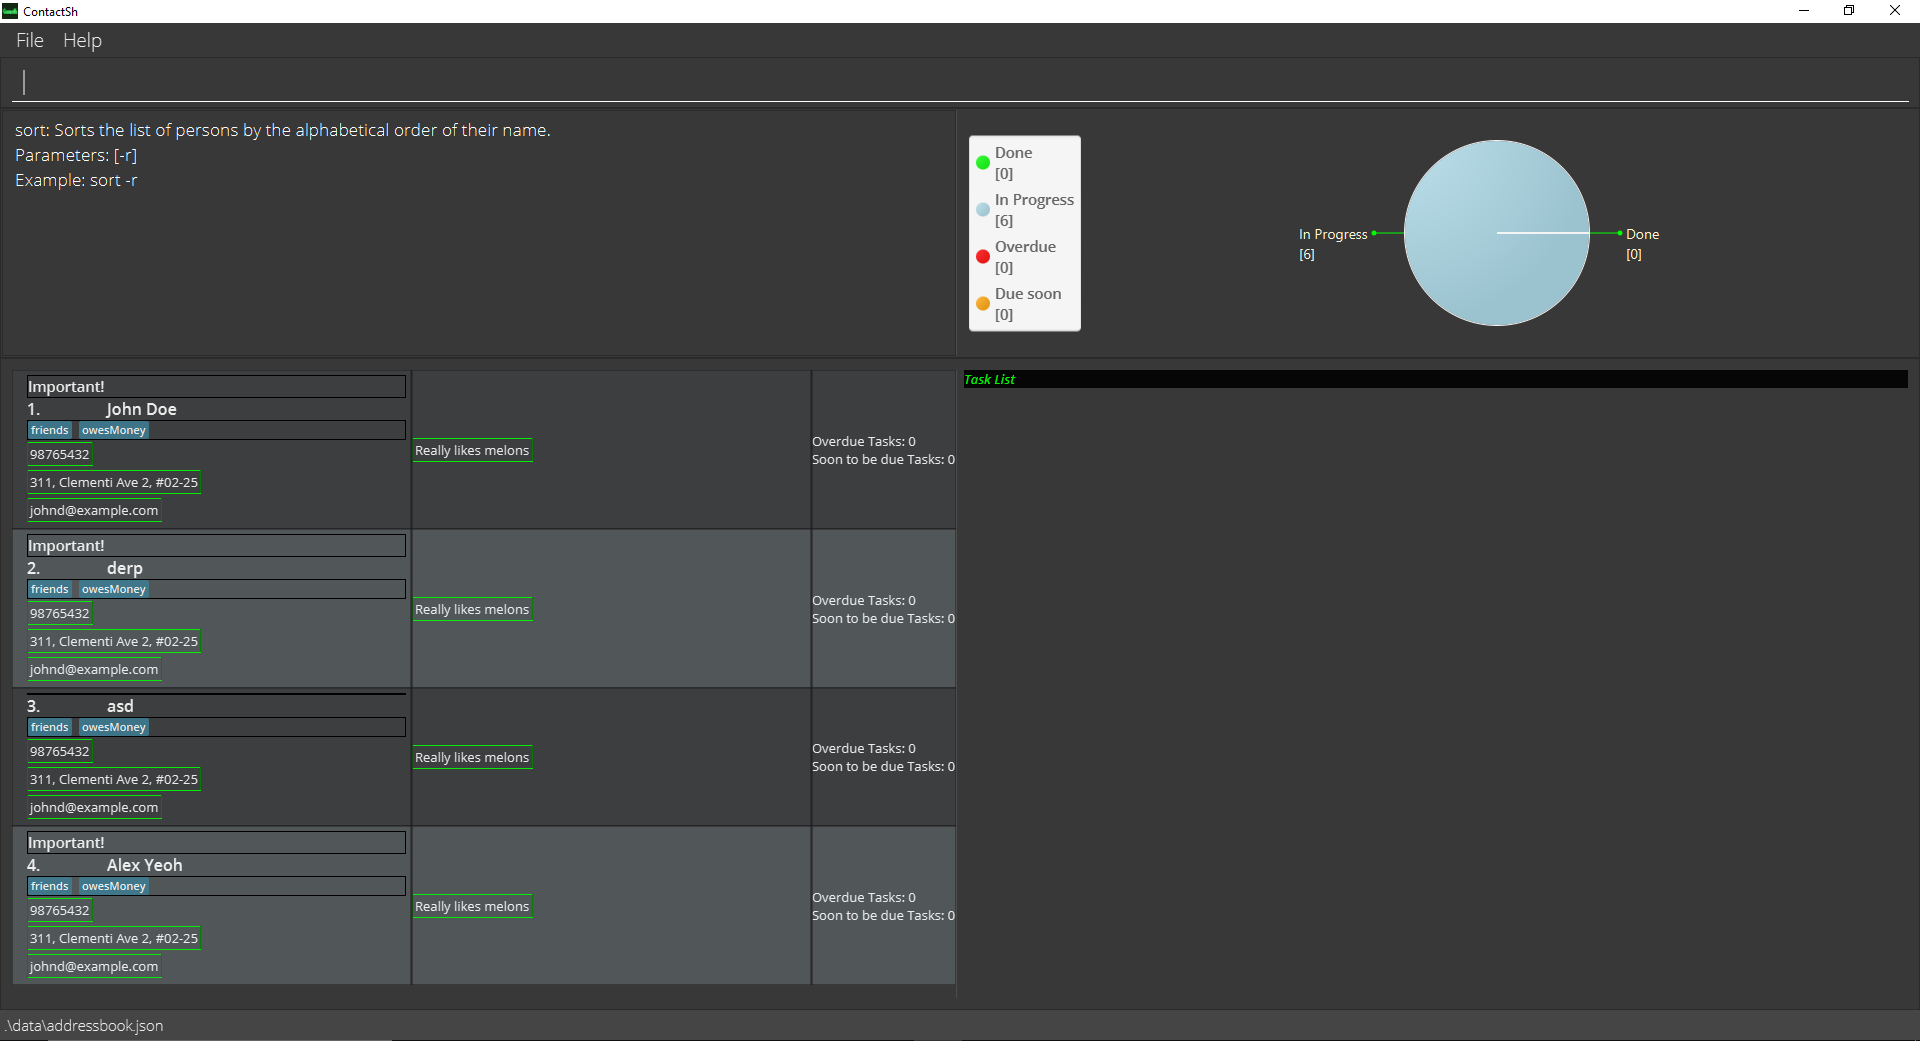 ContactSh
File Help
sort: Sorts the list of persons by the alphabetical order of their name.
Parameters: [-r]
Example: sort -r
Done
[0]
In Progress
[6]
Overdue
[0]
Due soon
[0]
In Progress
[6]
Done
[0]
Important!
1. John Doe
friends owesMoney
98765432
311, Clementi Ave 2, #02-25
johnd@example.com
Really likes melons
Overdue Tasks: 0
Soon to be due Tasks: 0
Important!
2. derp
friends owesMoney
98765432
311, Clementi Ave 2, #02-25
johnd@example.com
Really likes melons
Overdue Tasks: 0
Soon to be due Tasks: 0
3. asd
friends owesMoney
98765432
311, Clementi Ave 2, #02-25
johnd@example.com
Really likes melons
Overdue Tasks: 0
Soon to be due Tasks: 0
Important!
4. Alex Yeoh
friends owesMoney
98765432
311, Clementi Ave 2, #02-25
johnd@example.com
Really likes melons
Overdue Tasks: 0
Soon to be due Tasks: 0
Task List
.\data\addressbook.json